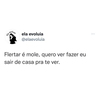 ela evoluiu
@elaevoluiu
Flertar é mole, quero ver fazer eu
sair de casa pra te ver.